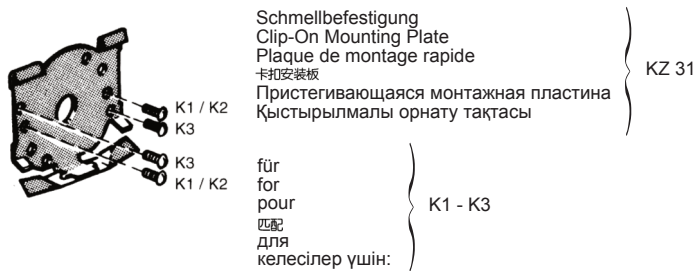 Schmellbefestigung
Clip-On Mounting Plate
Plaque de montage rapide
卡扣安装板
Пристегивающаяся монтажная пластина
Қыстырылмалы орнату тақтасы
KZ 31
K1 / K2
K3
K3
K1 / K2
für
for
pour
匹配
для
келесілер үшін:
K1 - K3